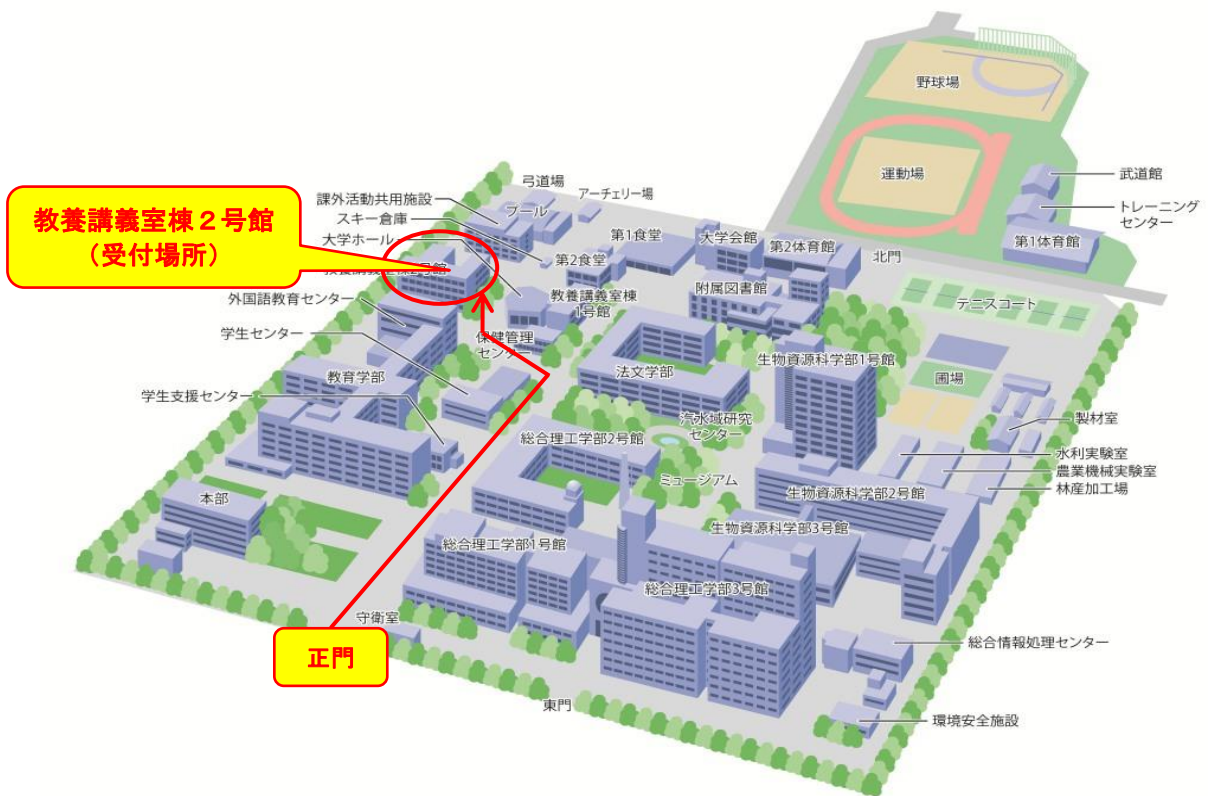 野球場
運動場
武道館
トレーニング
センター
第1体育館
弓道場
アーチェリー場
課外活動共用施設
プール
スキー倉庫
大学ホール
教養講義室棟２号館
（受付場所）
教養講義室棟2号館
第1食堂
大学会館
第2体育館
北門
第2食堂
附属図書館
教養講義室棟
1号館
テニスコート
外国語教育センター
学生センター
保健管理
センター
生物資源科学部1号館
教育学部
法文学部
圃場
学生支援センター
汽水域研究
センター
製材室
総合理工学部2号館
水利実験室
農業機械実験室
林産加工場
ミュージアム
生物資源科学部2号館
本部
生物資源科学部3号館
総合理工学部1号館
総合理工学部3号館
守衛室
正門
総合情報処理センター
東門
環境安全施設